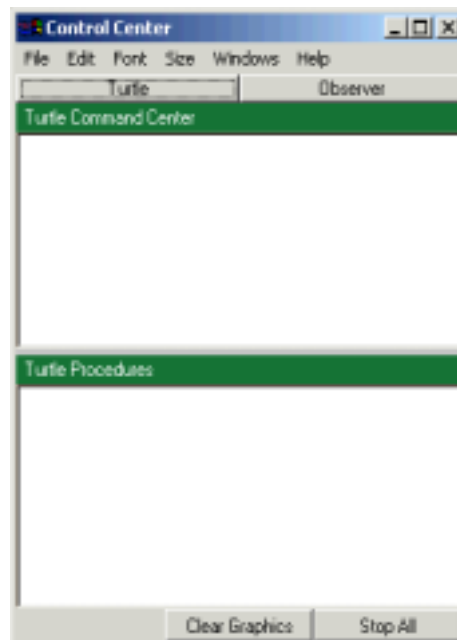 Control Center
File Edit Font Size Windows Help
Turtle Observer
Turtle Command Center
Turtle Procedures
Clear Graphics Stop All